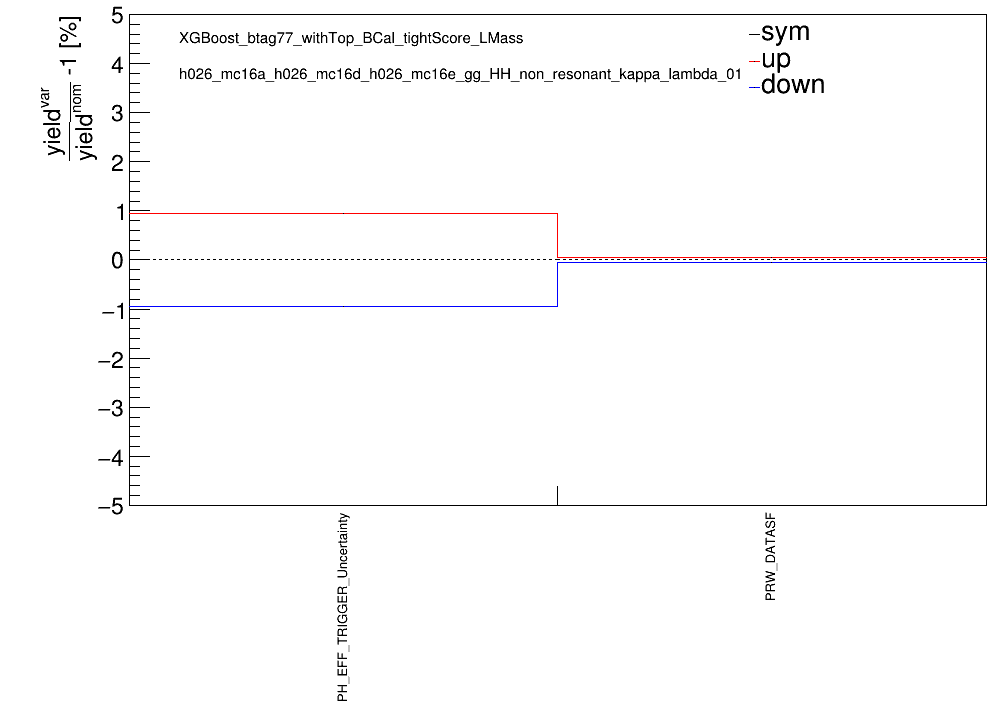 yield^var / yield^nom -1 [%]
5
4
3
2
1
0
−1
−2
−3
−4
−5
XGBoost_btag77_withTop_BCal_tightScore_LMass
h026_mc16a_h026_mc16d_h026_mc16e_gg_HH_non_resonant_kappa_lambda_01
sym
up
down
PH_EFF_TRIGGER_Uncertainty
PRW_DATASF